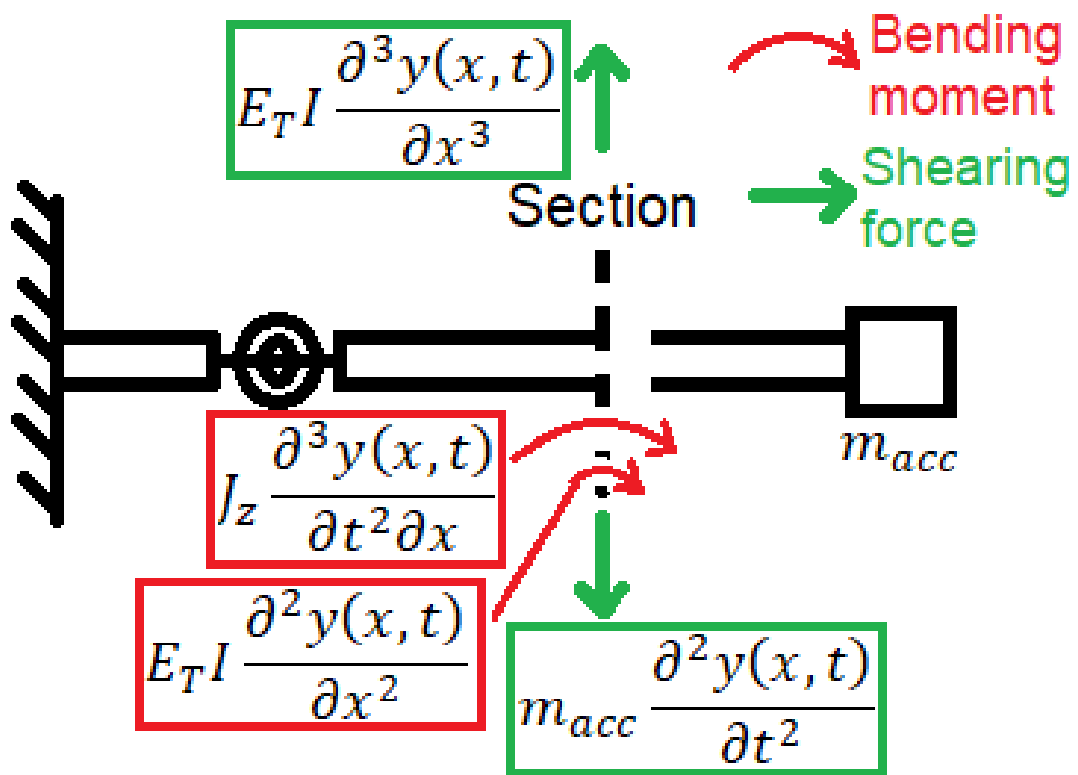 E_T I ∂³y(x, t)/∂x³
Bending
moment
Shearing
force
Section
m_acc
J_z ∂³y(x, t)/∂t²∂x
E_T I ∂²y(x, t)/∂x²
m_acc ∂²y(x, t)/∂t²